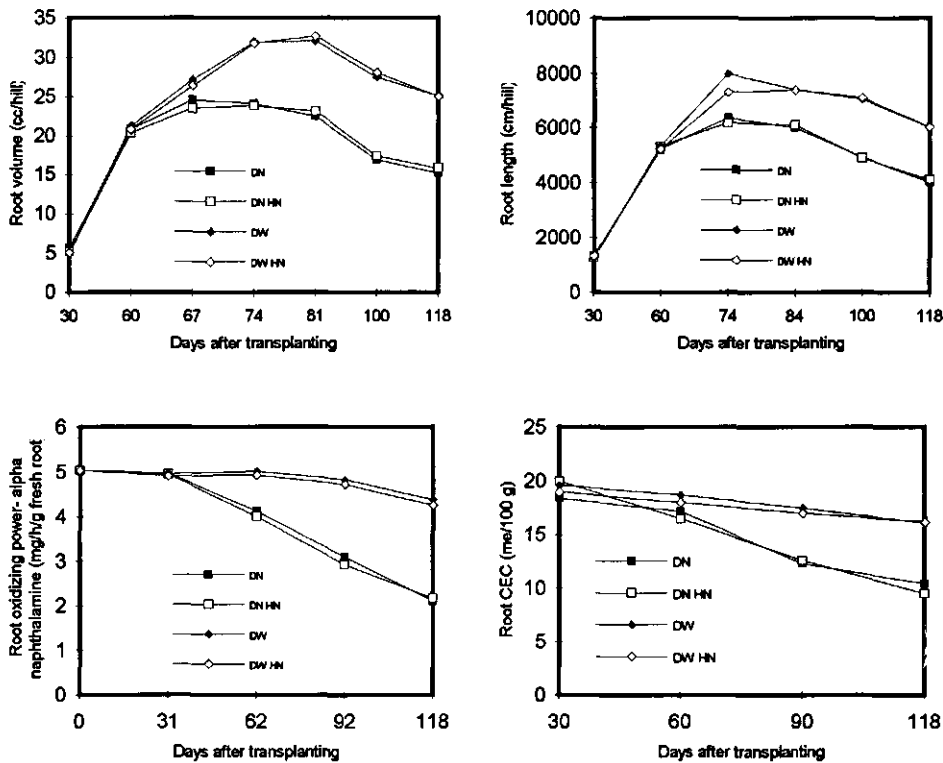 Root volume (cc/hill)
35
30
25
20
15
10
5
0
DN
DN HN
DW
DW HN
30 60 67 74 81 100 118
Days after transplanting
Root length (cm/hill)
10000
8000
6000
4000
2000
0
DN
DN HN
DW
DW HN
30 60 74 84 100 118
Days after transplanting
Root oxidizing power- alpha
naphthalamine (mg/h/g fresh root
6
5
4
3
2
1
0
DN
DN HN
DW
DW HN
0 31 62 92 118
Days after transplanting
Root CEC (me/100 g)
25
20
15
10
5
0
DN
DN HN
DW
DW HN
30 60 90 118
Days after transplanting